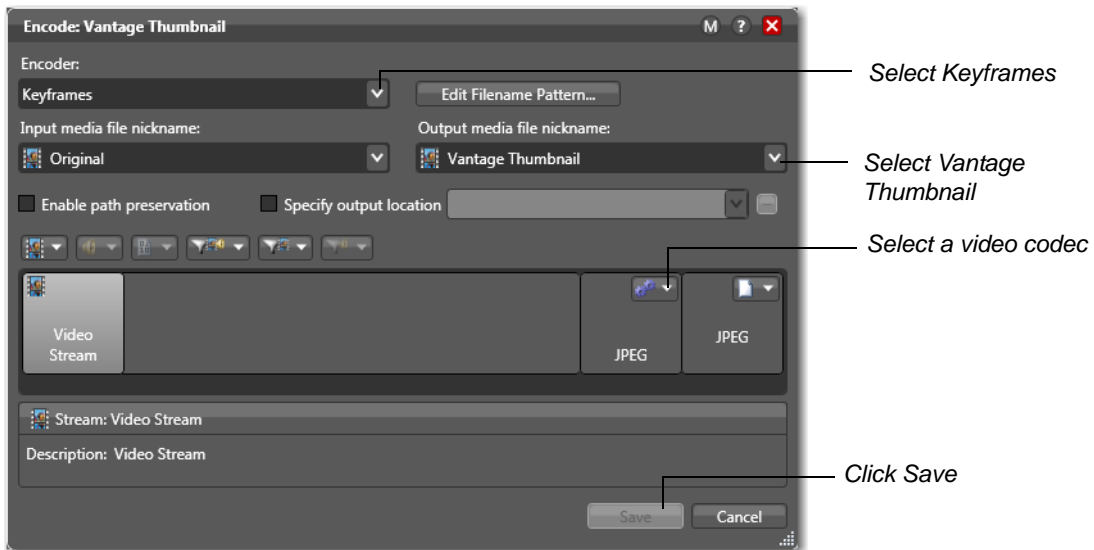 Encode: Vantage Thumbnail
M ?
Encoder:
Keyframes
Edit Filename Pattern...
Select Keyframes
Input media file nickname:
Output media file nickname:
Original
Vantage Thumbnail
Select Vantage
Thumbnail
Enable path preservation
Specify output location
Select a video codec
Video
Stream
JPEG
JPEG
Stream: Video Stream
Description: Video Stream
Click Save
Save
Cancel